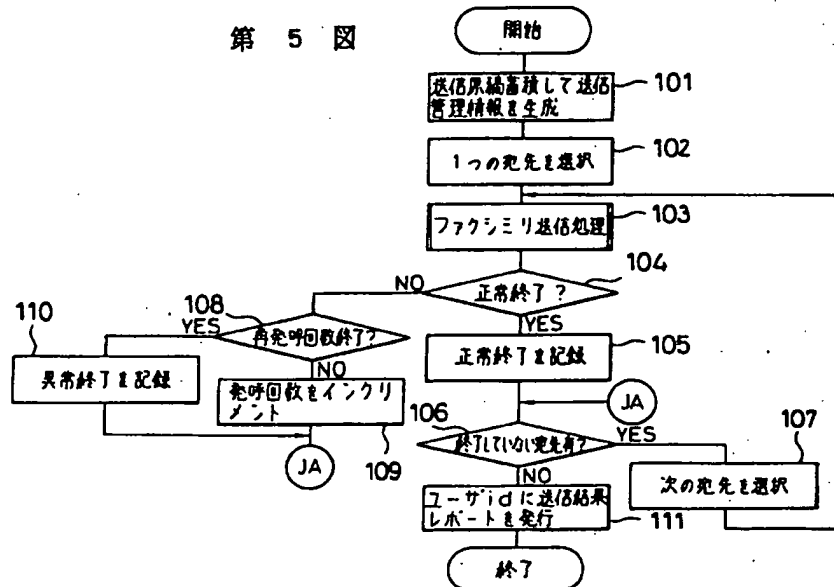 第 5 図
開始
送信原稿蓄積して送信
管理情報を生成
101
1つの宛先を選択
102
ファクシミリ送信処理
103
正常終了?
104
NO
YES
108
再発呼回数終了?
YES
NO
110
異常終了を記録
発呼回数をインクリ
メント
109
JA
正常終了を記録
105
JA
106
終了していない宛先有?
YES
NO
107
次の宛先を選択
ユーザidに送信結果
レポートを発行
111
終了